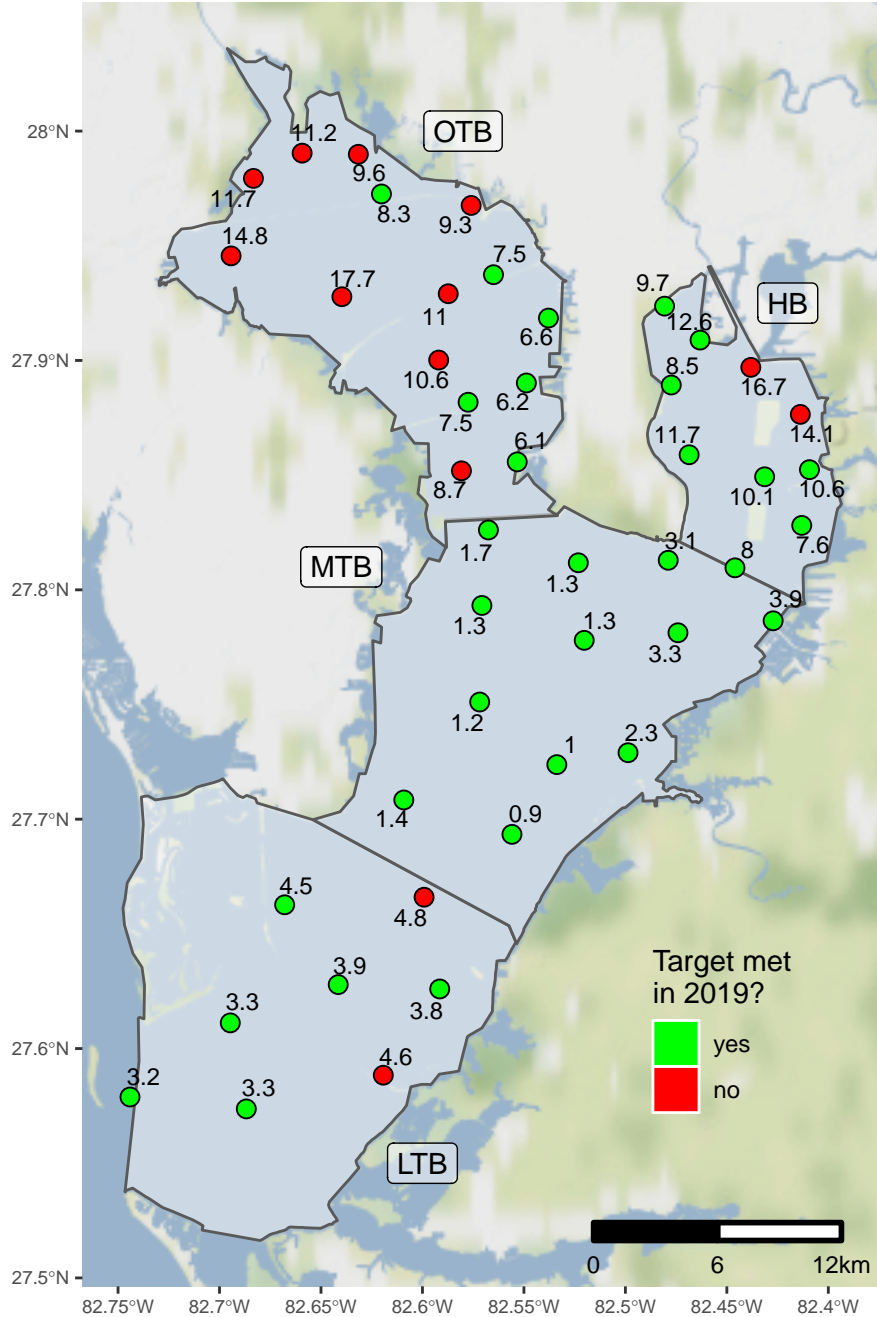 28°N
27.9°N
27.8°N
27.7°N
27.6°N
27.5°N
OTB
11.2
9.6
11.7
8.3
9.3
14.8
7.5
17.7
11
6.6
10.6
6.2
7.5
6.1
8.7
HB
9.7
12.6
8.5
16.7
14.1
11.7
10.1
10.6
7.6
MTB
1.7
1.3
3.1
8
3.9
1.3
1.3
3.3
1.2
1
2.3
1.4
0.9
4.5
4.8
3.9
3.8
3.3
4.6
3.2
3.3
LTB
Target met
in 2019?
yes
no
0 6 12km
82.75°W 82.7°W 82.65°W 82.6°W 82.55°W 82.5°W 82.45°W 82.4°W